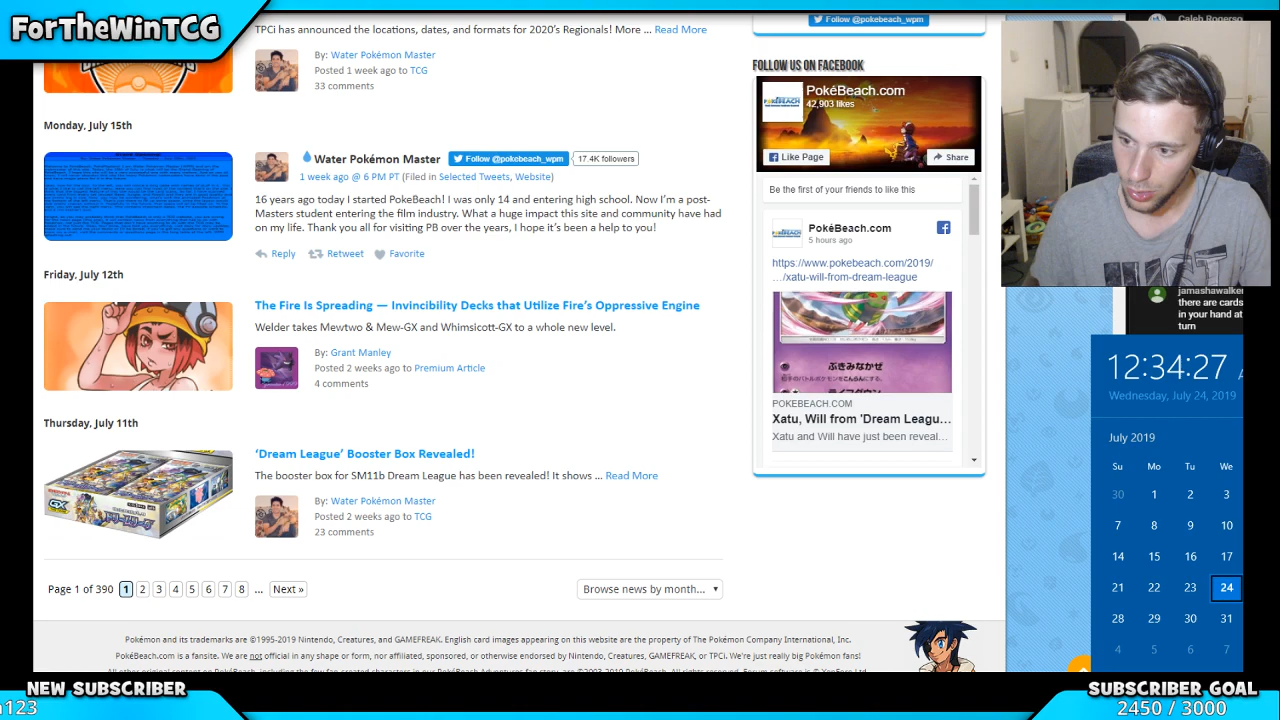 ForTheWinTCG
TPCi has announced the locations, dates, and formats for 2020's Regionals! More ... Read More
By: Water Pokémon Master
Posted 1 week ago to TCG
33 comments
Monday, July 15th
Water Pokémon Master
Follow @pokebeach_wpm
17.4K followers
1 week ago @ 6 PM PT (Filed in Selected Tweets, Website)
16 years ago today I started PokeBeach! I was only 14 and entering high school. Now I'm a post-
Masters student entering the film industry. What a huge impact this site and community have had
on my life. Thank you all for visiting PB over the years, I hope it's been a help to you!
Reply Retweet Favorite
Friday, July 12th
The Fire Is Spreading — Invincibility Decks that Utilize Fire's Oppressive Engine
Welder takes Mewtwo & Mew-GX and Whimsicott-GX to a whole new level.
By: Grant Manley
Posted 2 weeks ago to Premium Article
4 comments
Thursday, July 11th
'Dream League' Booster Box Revealed!
The booster box for SM11b Dream League has been revealed! It shows ... Read More
By: Water Pokémon Master
Posted 2 weeks ago to TCG
23 comments
Page 1 of 390 1 2 3 4 5 6 7 8 ... Next »
Browse news by month...
Pokémon and its trademarks are ©1995-2019 Nintendo, Creatures, and GAMEFREAK. English card images appearing on this website are the property of The Pokémon Company International, Inc.
PokéBeach.com is a fansite. We are not official in any shape or form, nor affiliated, sponsored, or otherwise endorsed by Nintendo, Creatures, GAMEFREAK, or TPCi. We're just really big Pokémon fans!
Follow @pokebeach_wpm
FOLLOW US ON FACEBOOK
PokéBeach.com
42,903 likes
Like Page
Share
Be the first of your friends to like this
PokéBeach.com
5 hours ago
https://www.pokebeach.com/2019/
…/xatu-will-from-dream-league
ぶきみなかぜ
POKEBEACH.COM
Xatu, Will from 'Dream Leagu...
Xatu and Will have just been reveal...
Caleb Rogerso
jamashawalke
there are cards
in your hand at
turn
12:34:27
Wednesday, July 24, 2019
July 2019
Su Mo Tu We
30 1 2 3
7 8 9 10
14 15 16 17
21 22 23 24
28 29 30 31
4 5 6 7
NEW SUBSCRIBER
123
SUBSCRIBER GOAL
2450 / 3000